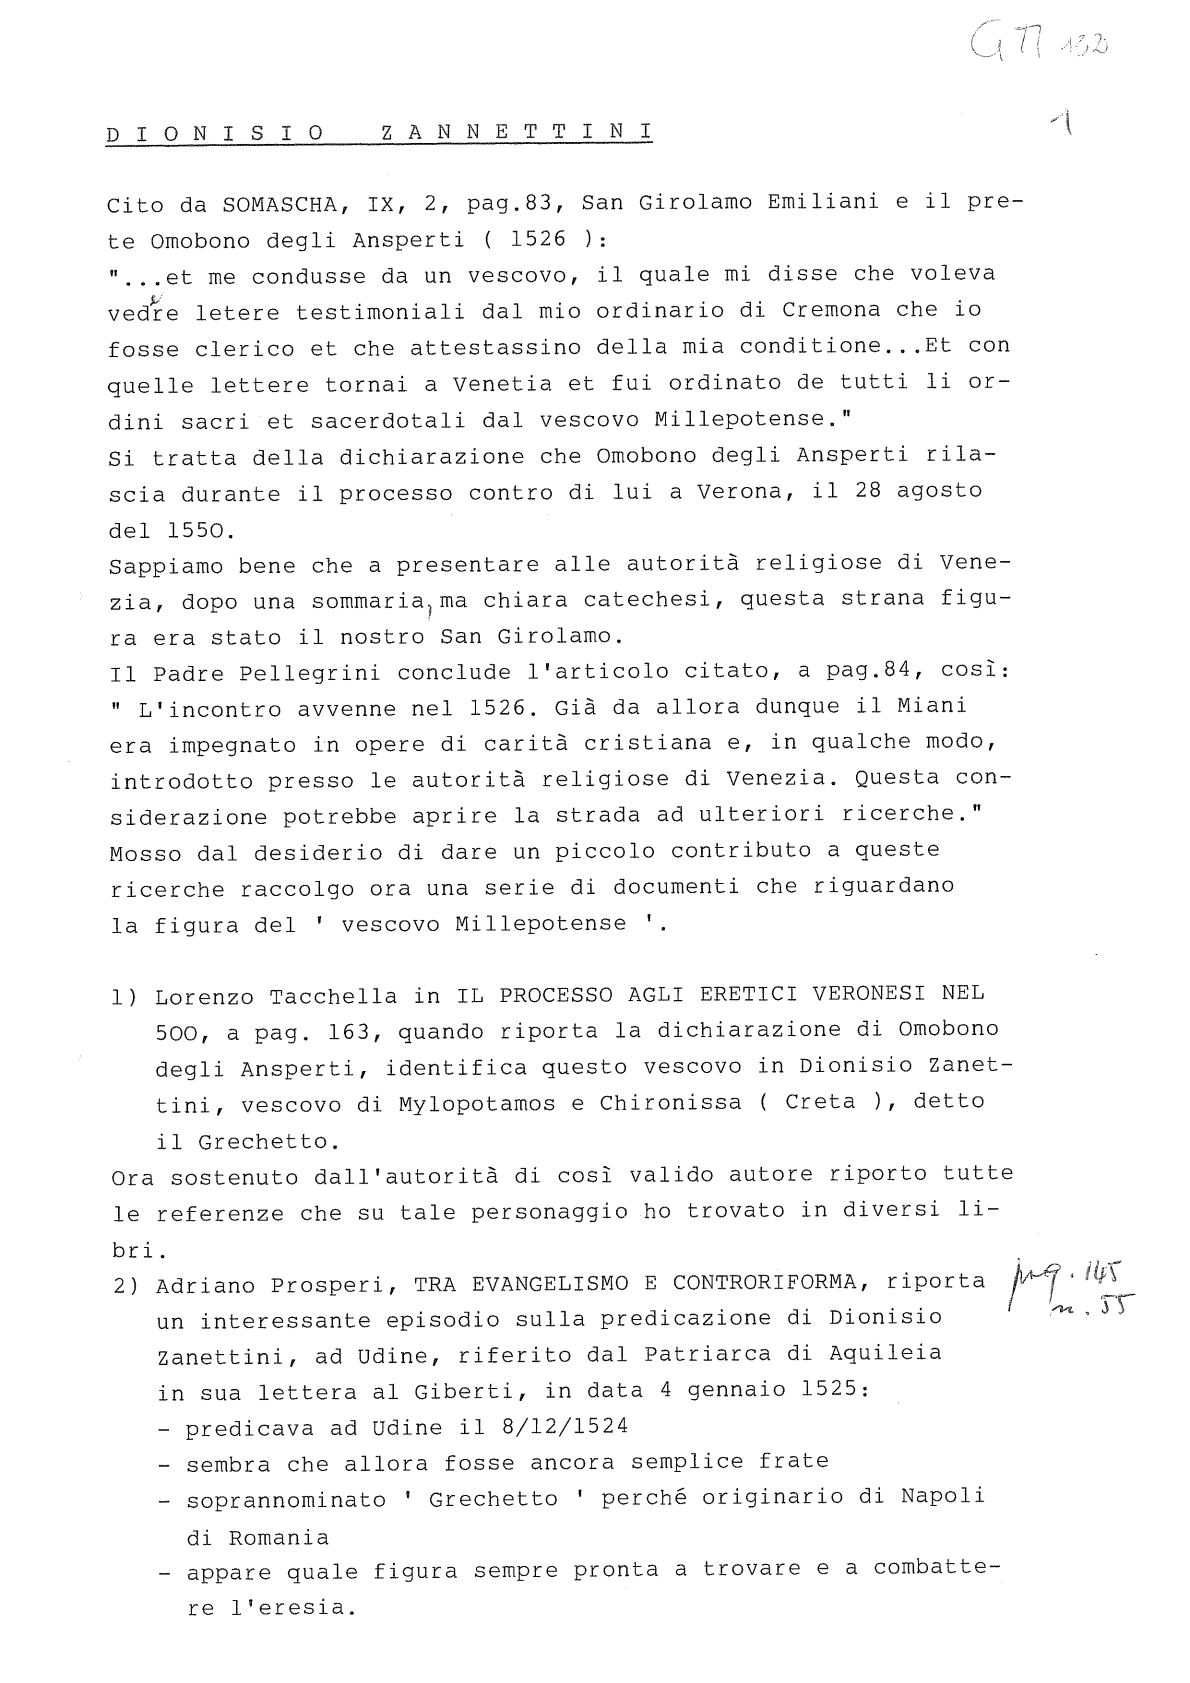 GM 132
1
DIONISIO ZANNETTINI
Cito da SOMASCHA, IX, 2, pag.83, San Girolamo Emiliani e il pre-
te Omobono degli Ansperti ( 1526 ):
"...et me condusse da un vescovo, il quale mi disse che voleva
vedere letere testimoniali dal mio ordinario di Cremona che io
fosse clerico et che attestassino della mia conditione...Et con
quelle lettere tornai a Venetia et fui ordinato de tutti li or-
dini sacri et sacerdotali dal vescovo Millepotense."
Si tratta della dichiarazione che Omobono degli Ansperti rila-
scia durante il processo contro di lui a Verona, il 28 agosto
del 1550.
Sappiamo bene che a presentare alle autorità religiose di Vene-
zia, dopo una sommaria, ma chiara catechesi, questa strana figu-
ra era stato il nostro San Girolamo.
Il Padre Pellegrini conclude l'articolo citato, a pag.84, così:
" L'incontro avvenne nel 1526. Già da allora dunque il Miani
era impegnato in opere di carità cristiana e, in qualche modo,
introdotto presso le autorità religiose di Venezia. Questa con-
siderazione potrebbe aprire la strada ad ulteriori ricerche."
Mosso dal desiderio di dare un piccolo contributo a queste
ricerche raccolgo ora una serie di documenti che riguardano
la figura del ' vescovo Millepotense '.
1) Lorenzo Tacchella in IL PROCESSO AGLI ERETICI VERONESI NEL
500, a pag. 163, quando riporta la dichiarazione di Omobono
degli Ansperti, identifica questo vescovo in Dionisio Zanet-
tini, vescovo di Mylopotamos e Chironissa ( Creta ), detto
il Grechetto.
Ora sostenuto dall'autorità di così valido autore riporto tutte
le referenze che su tale personaggio ho trovato in diversi li-
bri.
2) Adriano Prosperi, TRA EVANGELISMO E CONTRORIFORMA, riporta pag. 145
n. 55
un interessante episodio sulla predicazione di Dionisio
Zanettini, ad Udine, riferito dal Patriarca di Aquileia
in sua lettera al Giberti, in data 4 gennaio 1525:
- predicava ad Udine il 8/12/1524
- sembra che allora fosse ancora semplice frate
- soprannominato ' Grechetto ' perché originario di Napoli
di Romania
- appare quale figura sempre pronta a trovare e a combatte-
re l'eresia.